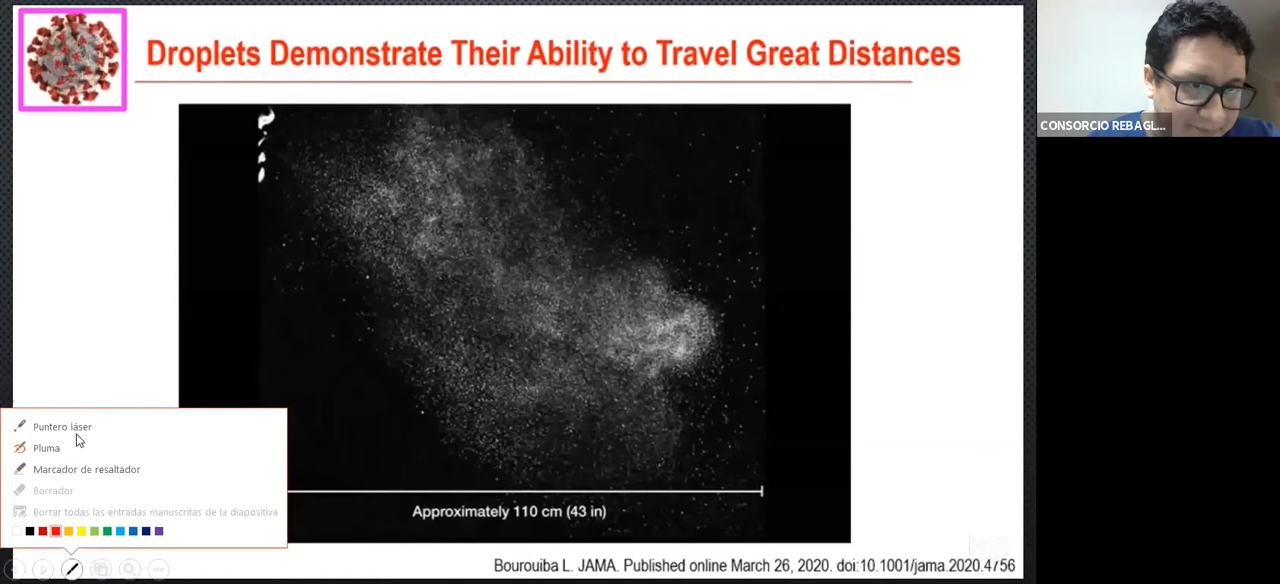 Droplets Demonstrate Their Ability to Travel Great Distances
CONSORCIO REBAGL...
Puntero láser
Pluma
Marcador de resaltador
Borrador
Borrar todas las entradas manuscritas de la diapositiva
Approximately 110 cm (43 in)
Bourouiba L. JAMA. Published online March 26, 2020. doi:10.1001/jama.2020.4756